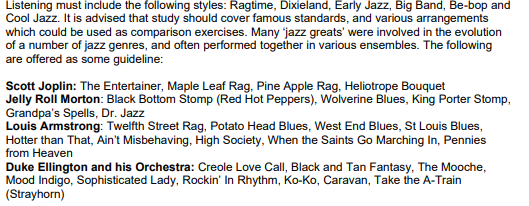 Listening must include the following styles: Ragtime, Dixieland, Early Jazz, Big Band, Be-bop and
Cool Jazz. It is advised that study should cover famous standards, and various arrangements
which could be used as comparison exercises. Many ‘jazz greats’ were involved in the evolution
of a number of jazz genres, and often performed together in various ensembles. The following
are offered as some guideline:

Scott Joplin: The Entertainer, Maple Leaf Rag, Pine Apple Rag, Heliotrope Bouquet
Jelly Roll Morton: Black Bottom Stomp (Red Hot Peppers), Wolverine Blues, King Porter Stomp,
Grandpa’s Spells, Dr. Jazz
Louis Armstrong: Twelfth Street Rag, Potato Head Blues, West End Blues, St Louis Blues,
Hotter than That, Ain’t Misbehaving, High Society, When the Saints Go Marching In, Pennies
from Heaven
Duke Ellington and his Orchestra: Creole Love Call, Black and Tan Fantasy, The Mooche,
Mood Indigo, Sophisticated Lady, Rockin’ In Rhythm, Ko-Ko, Caravan, Take the A-Train
(Strayhorn)